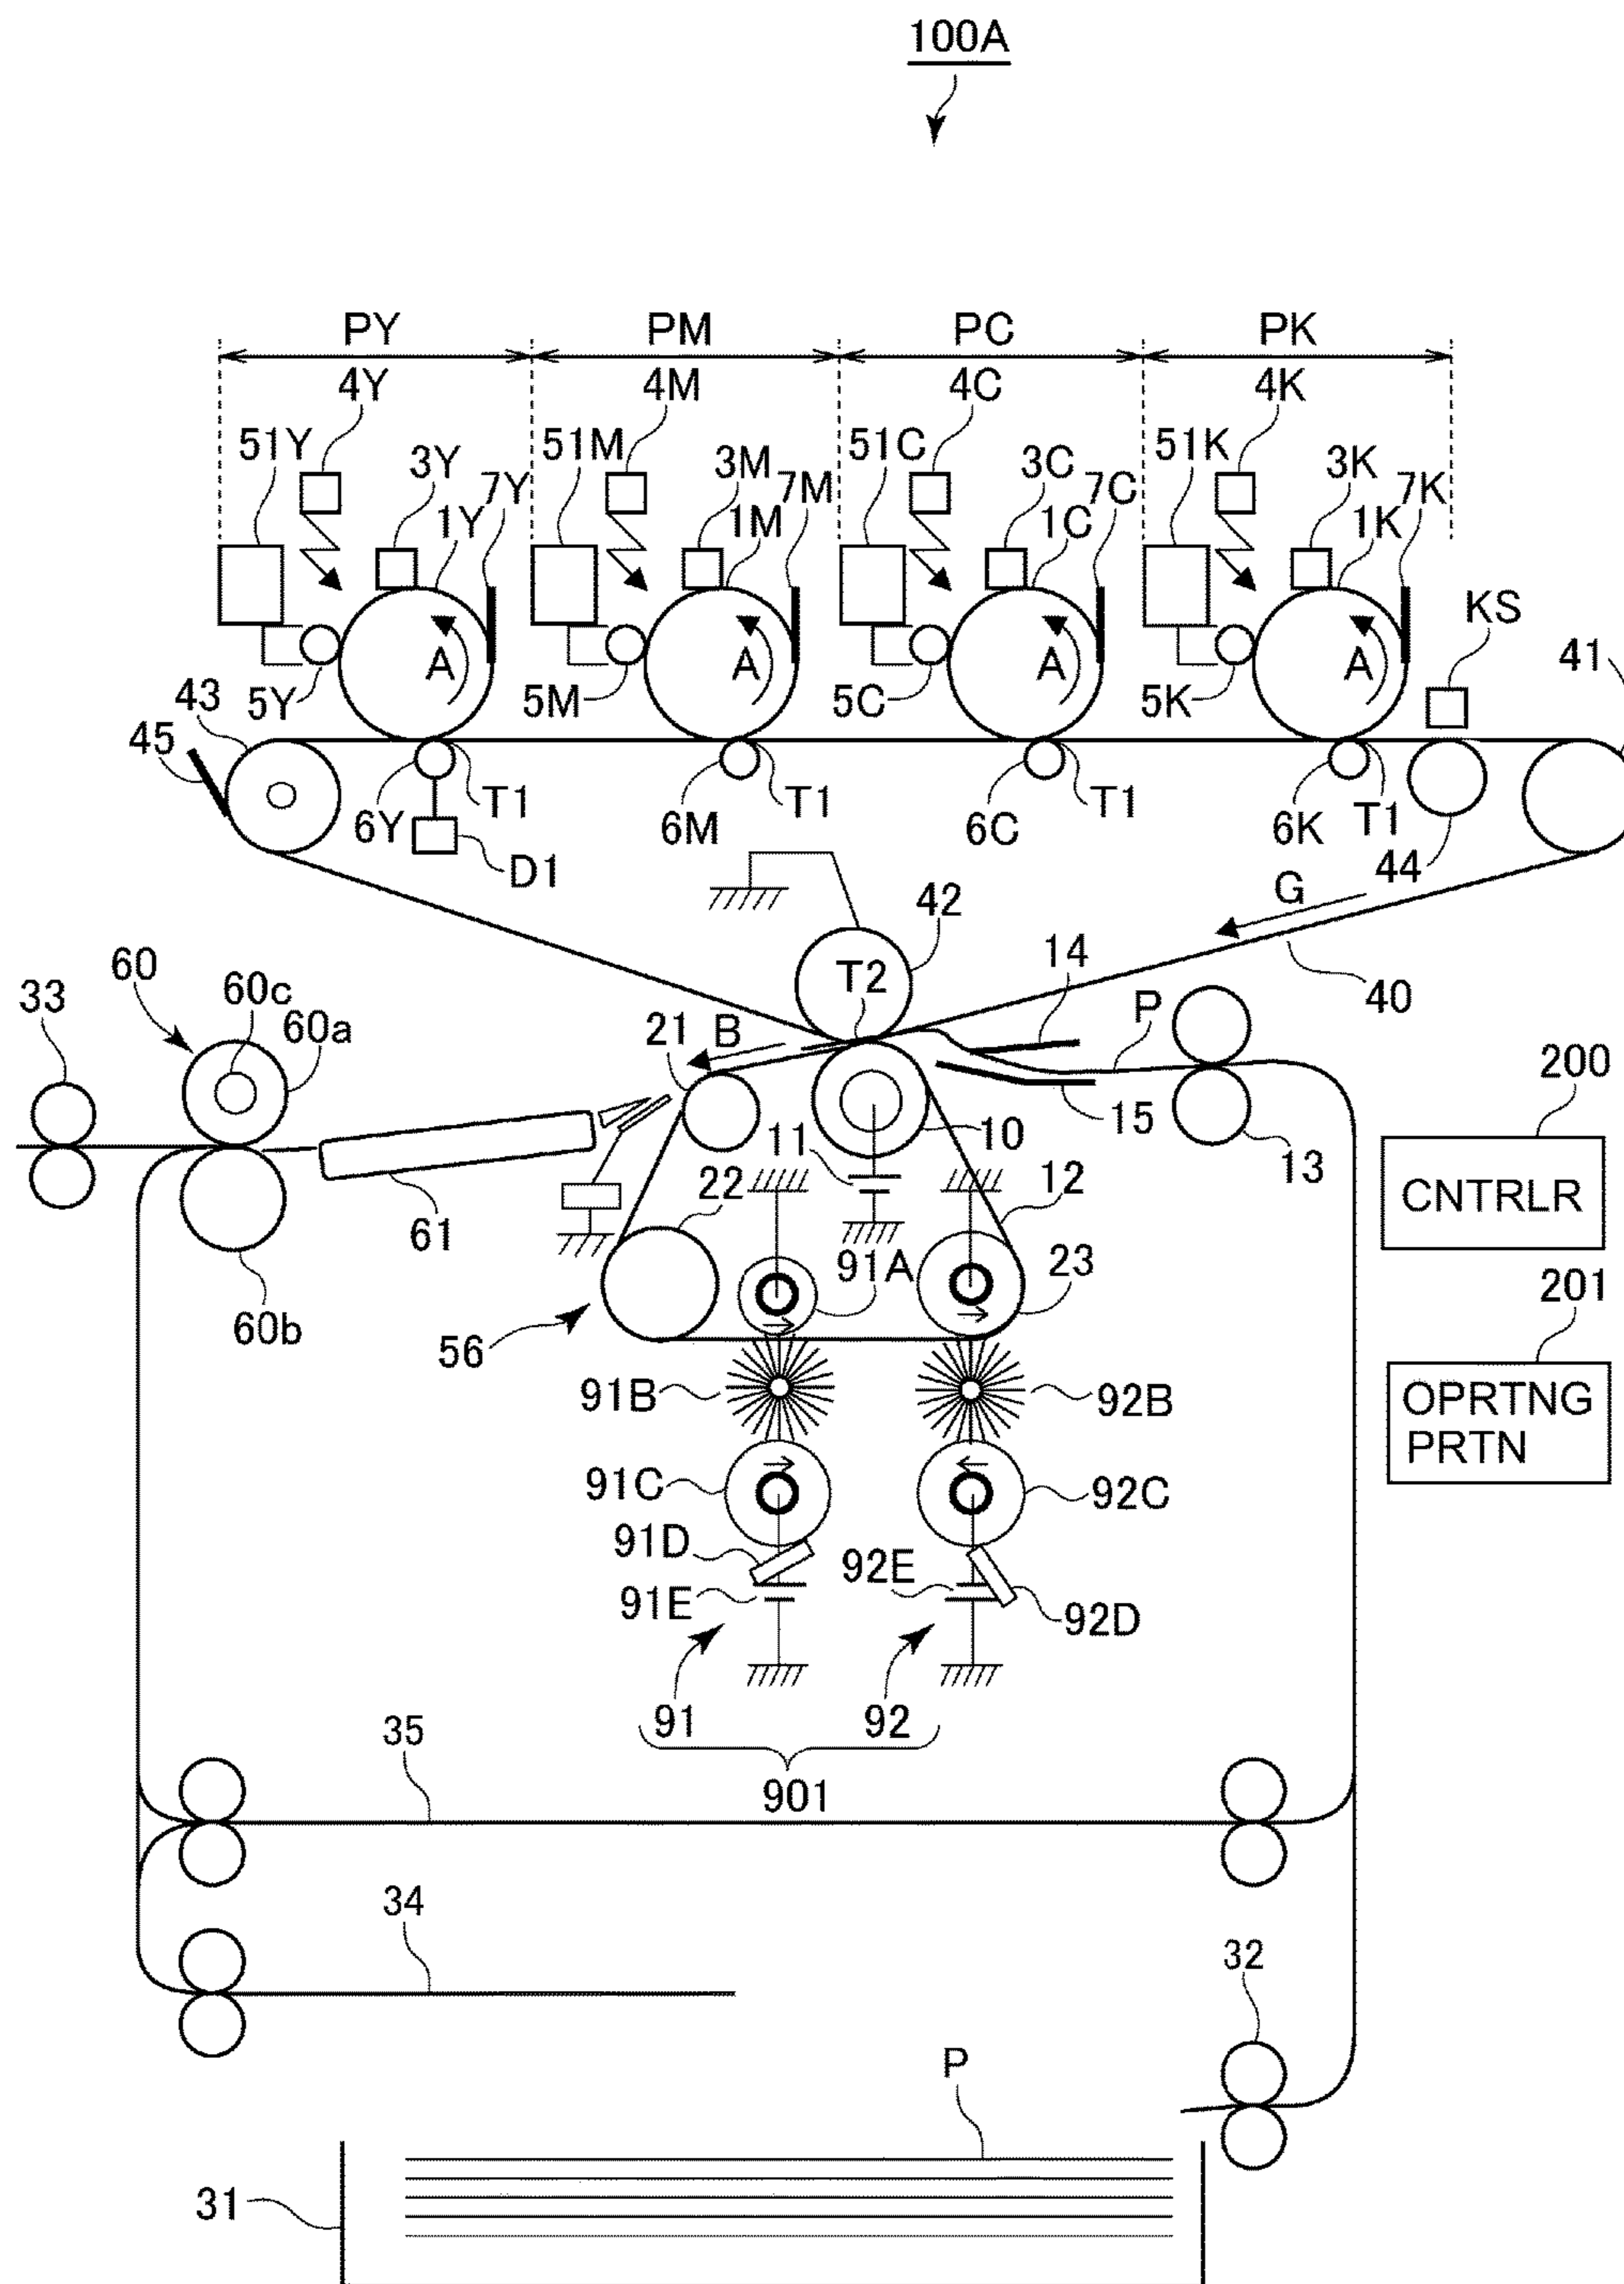 100A
PY PM PC PK
4Y 4M 4C 4K
51Y 3Y 7Y 51M 3M 7M 51C 3C 7C 51K 3K 7K
1Y 1M 1C 1K
KS
A A A A
41
43 5Y 5M 5C 5K
45
6Y T1 6M T1 6C T1 6K T1
D1 44
G
42
14
60 T2 40
33 60c P
60a 21 B
200
15
11 10
13
CNTRLR
22 12
61
91A 23
201
60b
56
91B 92B
OPRTNG
PRTN
91C 92C
91D 92E
91E 92D
91 92
35
901
34
32
P
31